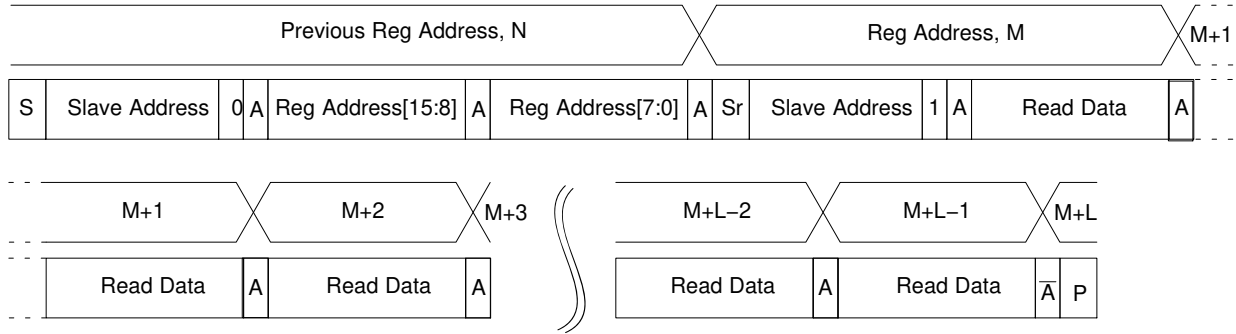 Previous Reg Address, N Reg Address, M M+1
S Slave Address 0 A Reg Address[15:8] A Reg Address[7:0] A Sr Slave Address 1 A Read Data A
M+1 M+2 M+3 M+L−2 M+L−1 M+L
Read Data A Read Data A Read Data A Read Data A̅ P